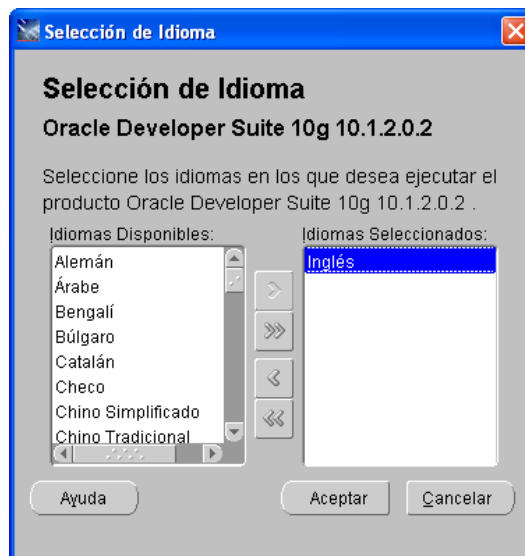 Selección de Idioma
Selección de Idioma
Oracle Developer Suite 10g 10.1.2.0.2
Seleccione los idiomas en los que desea ejecutar el
producto Oracle Developer Suite 10g 10.1.2.0.2 .
Idiomas Disponibles:
Alemán
Árabe
Bengalí
Búlgaro
Catalán
Checo
Chino Simplificado
Chino Tradicional
Idiomas Seleccionados:
Inglés
Ayuda
Aceptar
Cancelar